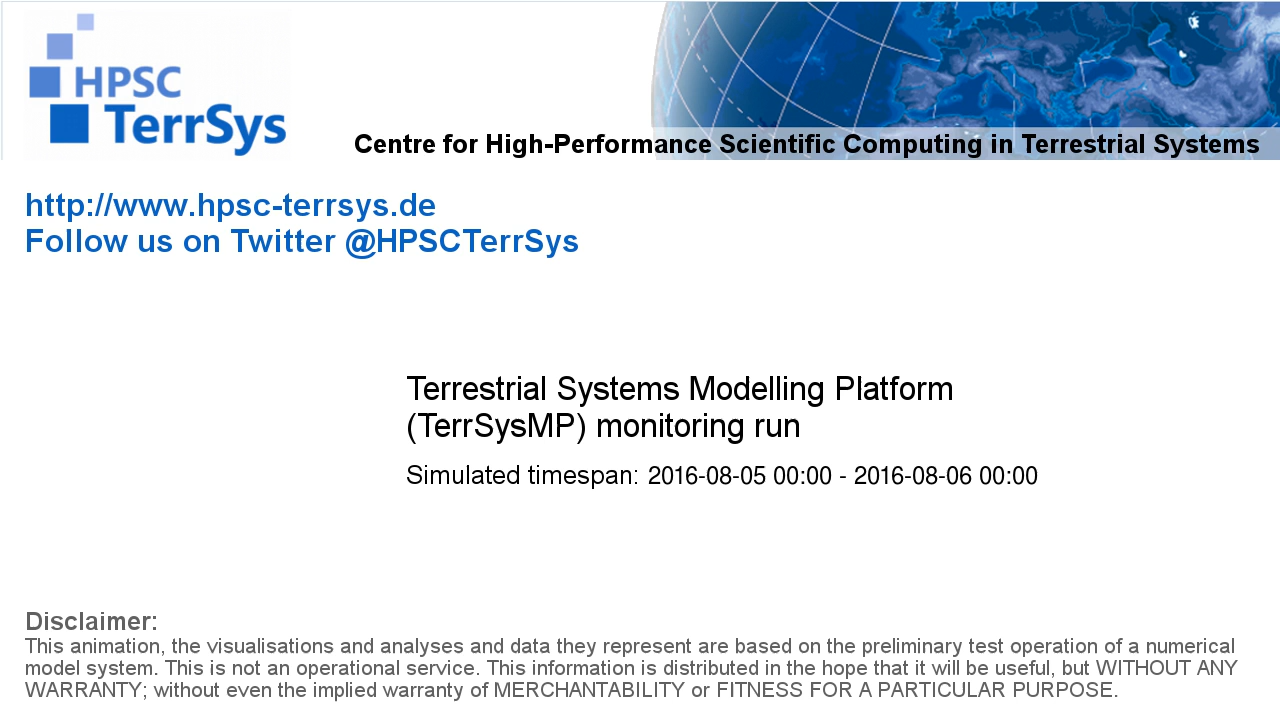 HPSC
TerrSys
Centre for High-Performance Scientific Computing in Terrestrial Systems
http://www.hpsc-terrsys.de
Follow us on Twitter @HPSCTerrSys
Terrestrial Systems Modelling Platform
(TerrSysMP) monitoring run
Simulated timespan: 2016-08-05 00:00 - 2016-08-06 00:00
Disclaimer:
This animation, the visualisations and analyses and data they represent are based on the preliminary test operation of a numerical
model system. This is not an operational service. This information is distributed in the hope that it will be useful, but WITHOUT ANY
WARRANTY; without even the implied warranty of MERCHANTABILITY or FITNESS FOR A PARTICULAR PURPOSE.